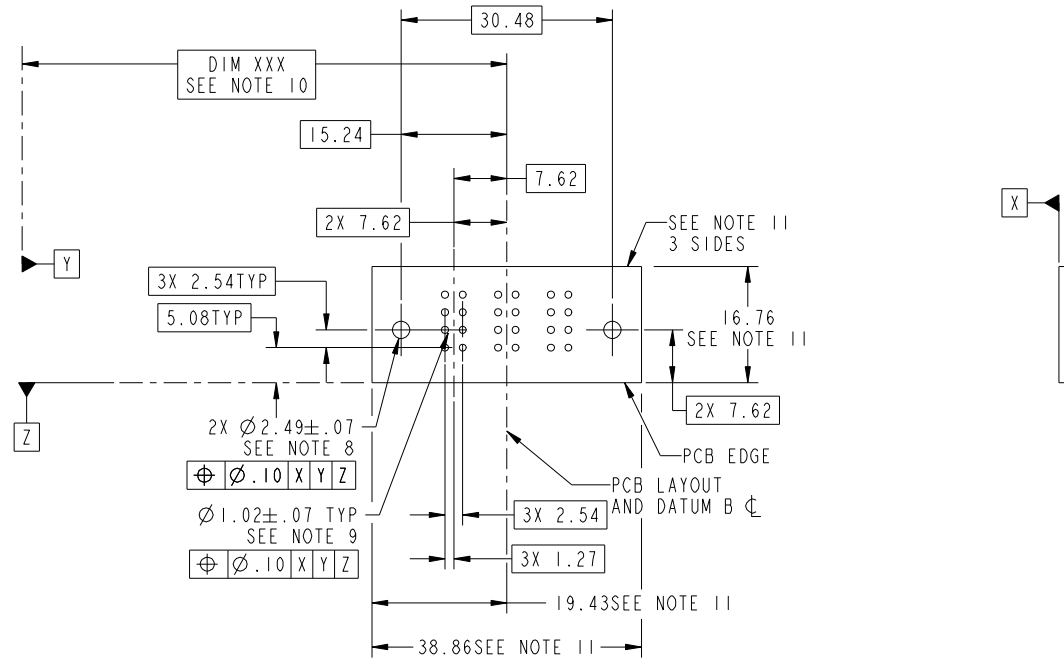 30.48
DIM XXX
SEE NOTE 10
15.24
7.62
2X 7.62
X
SEE NOTE 11
3 SIDES
Y
3X 2.54TYP
5.08TYP
16.76
SEE NOTE 11
Z
2X 7.62
2X Ø2.49±.07
SEE NOTE 8
⌖ Ø.10 X Y Z
PCB EDGE
PCB LAYOUT
AND DATUM B ℄
Ø1.02±.07 TYP
SEE NOTE 9
⌖ Ø.10 X Y Z
3X 2.54
3X 1.27
19.43SEE NOTE 11
38.86SEE NOTE 11